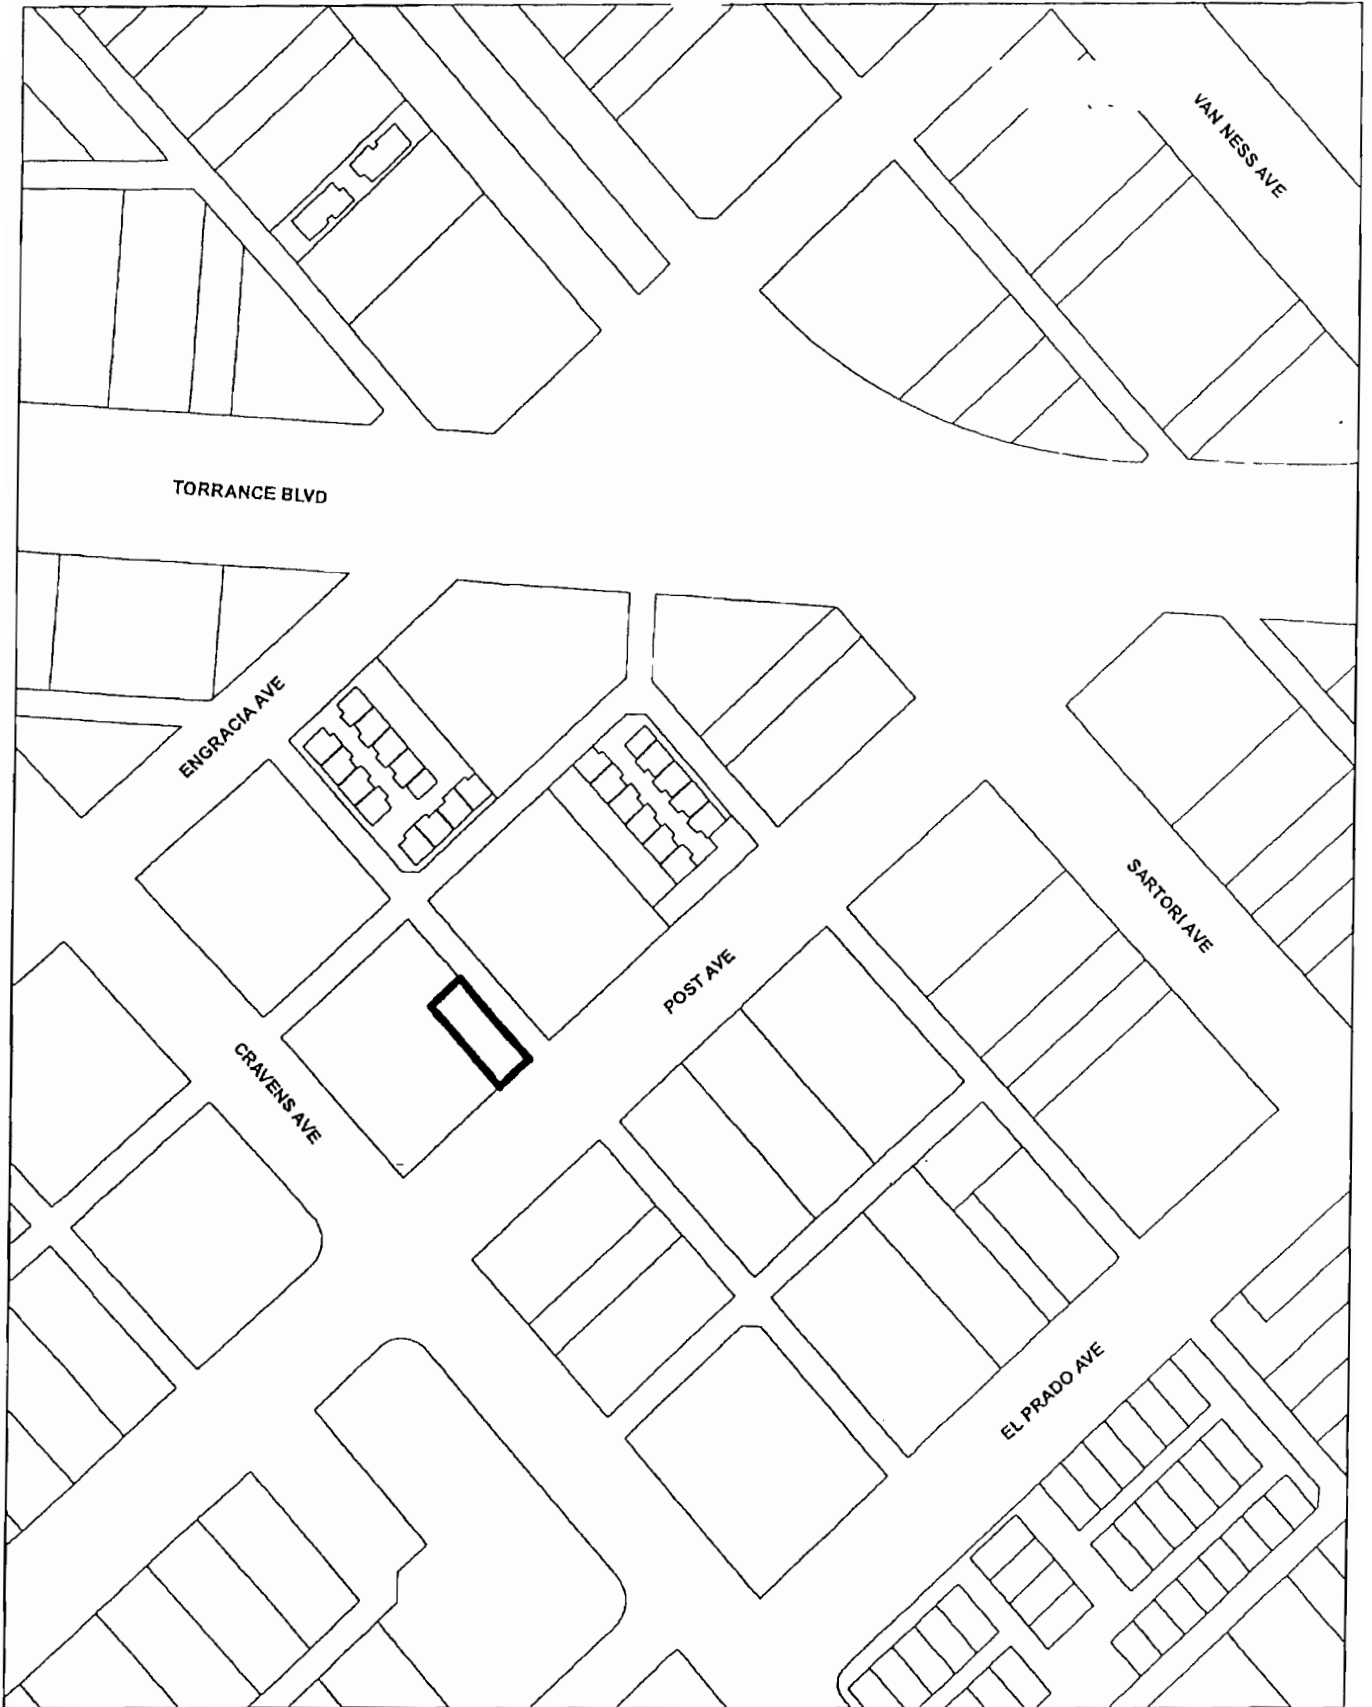 VAN NESS AVE
TORRANCE BLVD
ENGRACIA AVE
SARTORI AVE
POST AVE
CRAVENS AVE
EL PRADO AVE